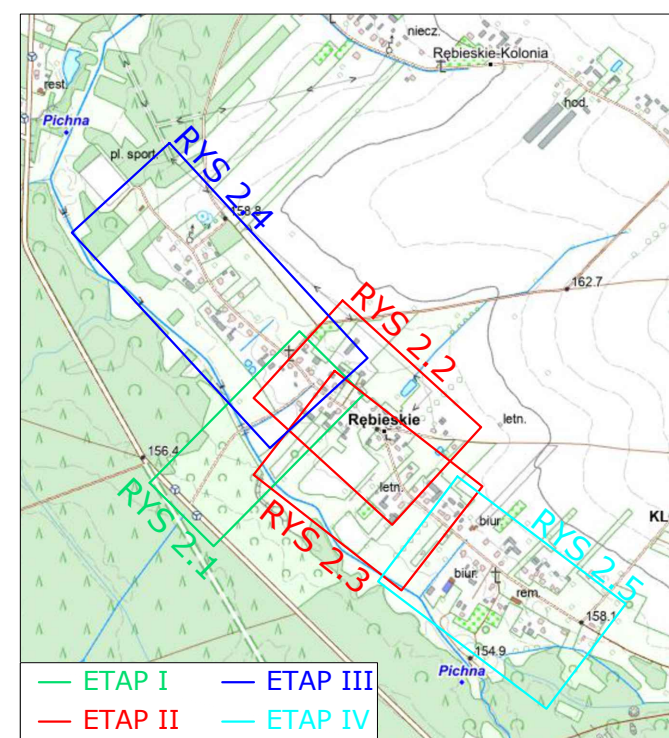 niecz.
Rębieskie-Kolonia
rest.
hod.
Pichna
RYS 2.4
pl. sport.
158.8
162.7
RYS 2.2
Rębieskie
letn.
156.4
letn.
RYS 2.1
RYS 2.3
biur.
RYS 2.5
KL
biur.
rem.
158.1
154.9
Pichna
ETAP I
ETAP III
ETAP II
ETAP IV